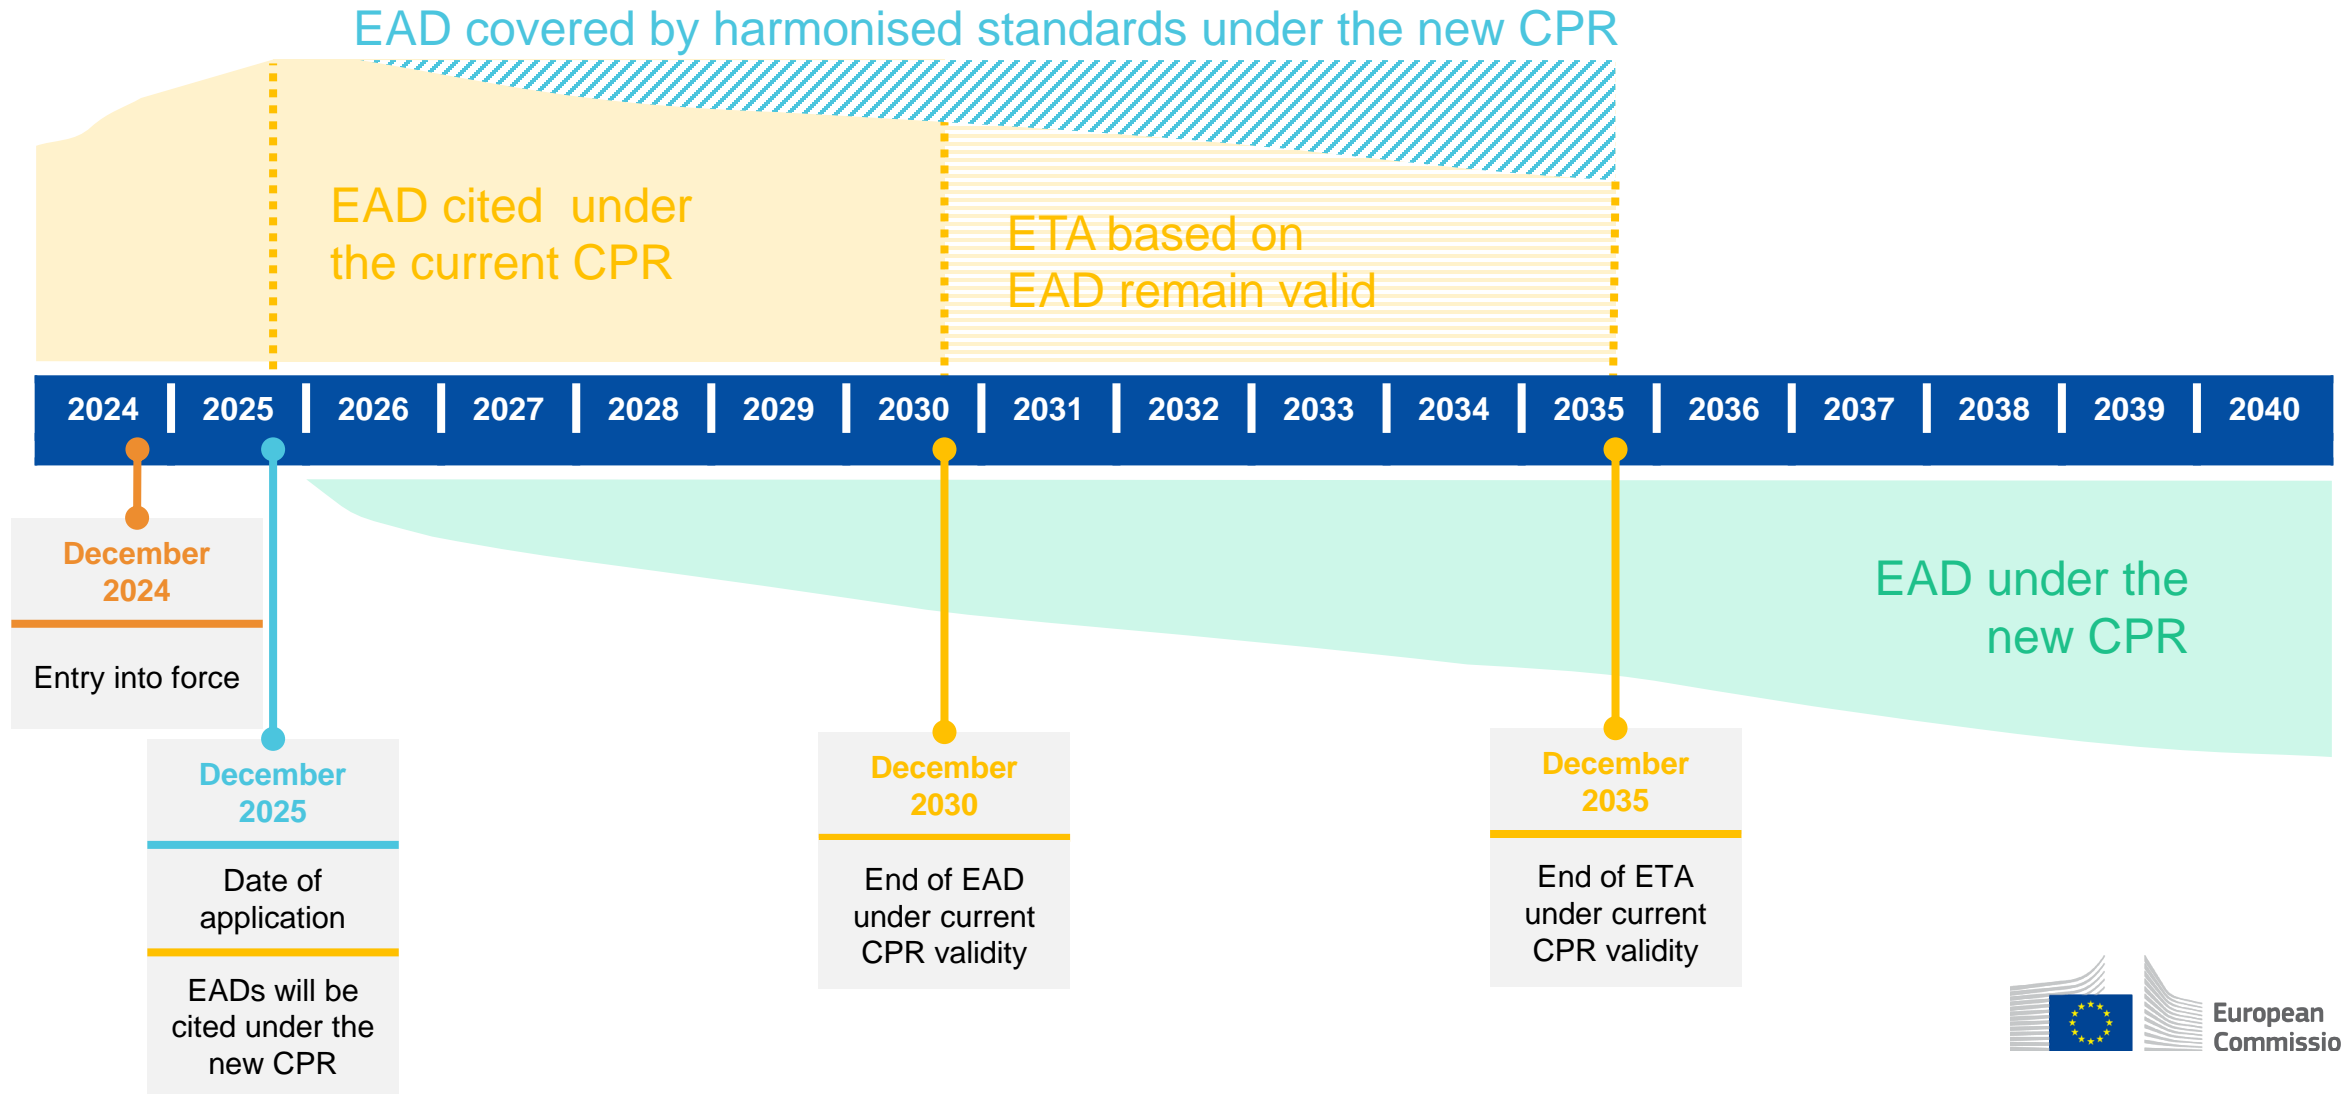 EAD covered by harmonised standards under the new CPR
EAD cited under
the current CPR
ETA based on
EAD remain valid
2024 2025 2026 2027 2028 2029 2030 2031 2032 2033 2034 2035 2036 2037 2038 2039 2040
EAD under the
new CPR
December
2024
Entry into force
December
2025
Date of
application
EADs will be
cited under the
new CPR
December
2030
End of EAD
under current
CPR validity
December
2035
End of ETA
under current
CPR validity
European
Commissio